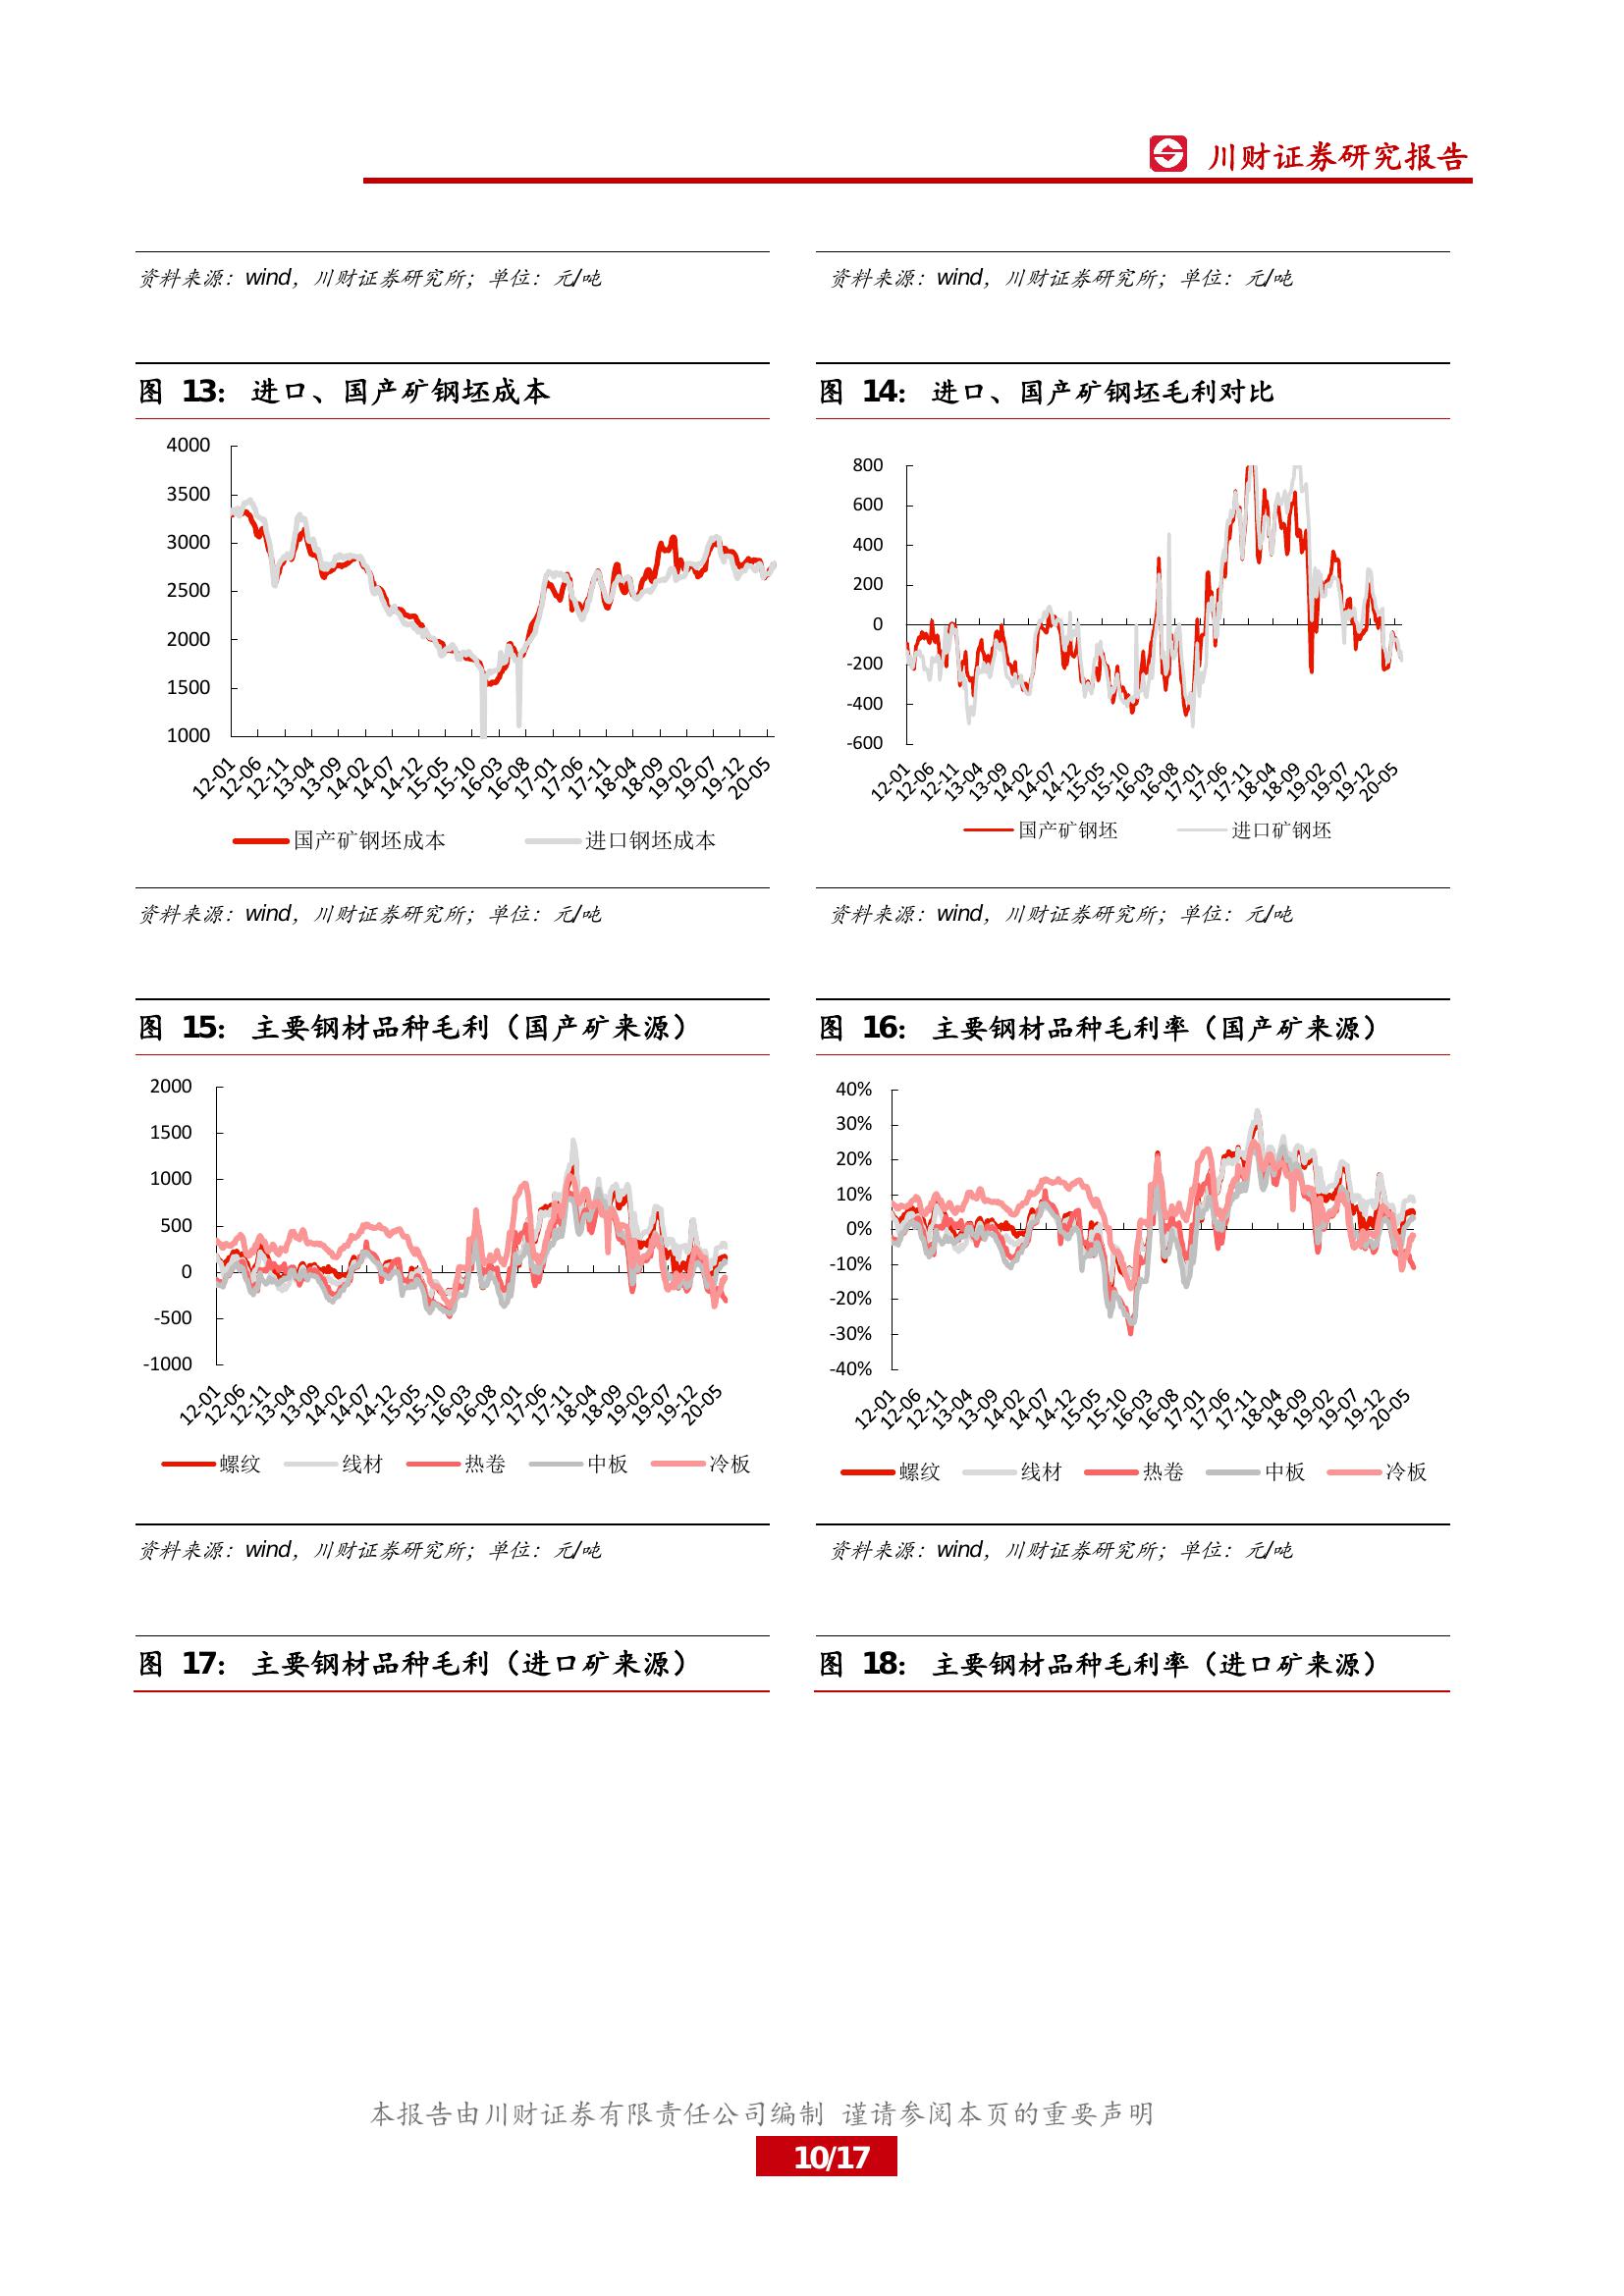 川财证券研究报告
资料来源：wind，川财证券研究所；单位：元/吨
资料来源：wind，川财证券研究所；单位：元/吨
图 13： 进口、国产矿钢坯成本
4000
3500
3000
2500
2000
1500
1000
12-01 12-06 12-11 13-04 13-09 14-02 14-07 14-12 15-05 15-10 16-03 16-08 17-01 17-06 17-11 18-04 18-09 19-02 19-07 19-12 20-05
国产矿钢坯成本 进口钢坯成本
图 14： 进口、国产矿钢坯毛利对比
800
600
400
200
0
-200
-400
-600
12-01 12-06 12-11 13-04 13-09 14-02 14-07 14-12 15-05 15-10 16-03 16-08 17-01 17-06 17-11 18-04 18-09 19-02 19-07 19-12 20-05
国产矿钢坯 进口矿钢坯
资料来源：wind，川财证券研究所；单位：元/吨
资料来源：wind，川财证券研究所；单位：元/吨
图 15： 主要钢材品种毛利（国产矿来源）
2000
1500
1000
500
0
-500
-1000
12-01 12-06 12-11 13-04 13-09 14-02 14-07 14-12 15-05 15-10 16-03 16-08 17-01 17-06 17-11 18-04 18-09 19-02 19-07 19-12 20-05
螺纹 线材 热卷 中板 冷板
图 16： 主要钢材品种毛利率（国产矿来源）
40%
30%
20%
10%
0%
-10%
-20%
-30%
-40%
12-01 12-06 12-11 13-04 13-09 14-02 14-07 14-12 15-05 15-10 16-03 16-08 17-01 17-06 17-11 18-04 18-09 19-02 19-07 19-12 20-05
螺纹 线材 热卷 中板 冷板
资料来源：wind，川财证券研究所；单位：元/吨
资料来源：wind，川财证券研究所；单位：元/吨
图 17： 主要钢材品种毛利（进口矿来源）
图 18： 主要钢材品种毛利率（进口矿来源）
本报告由川财证券有限责任公司编制 谨请参阅本页的重要声明
10/17